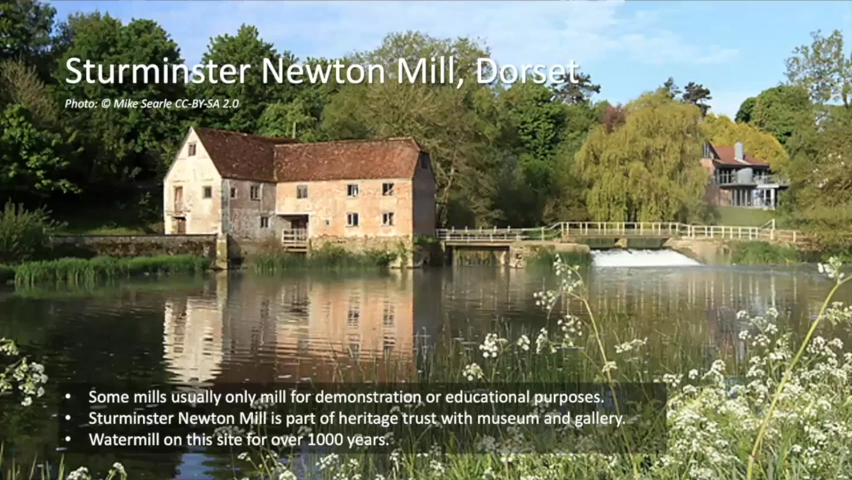 Sturminster Newton Mill, Dorset
Photo: © Mike Searle CC-BY-SA 2.0
• Some mills usually only mill for demonstration or educational purposes.
• Sturminster Newton Mill is part of heritage trust with museum and gallery.
• Watermill on this site for over 1000 years.